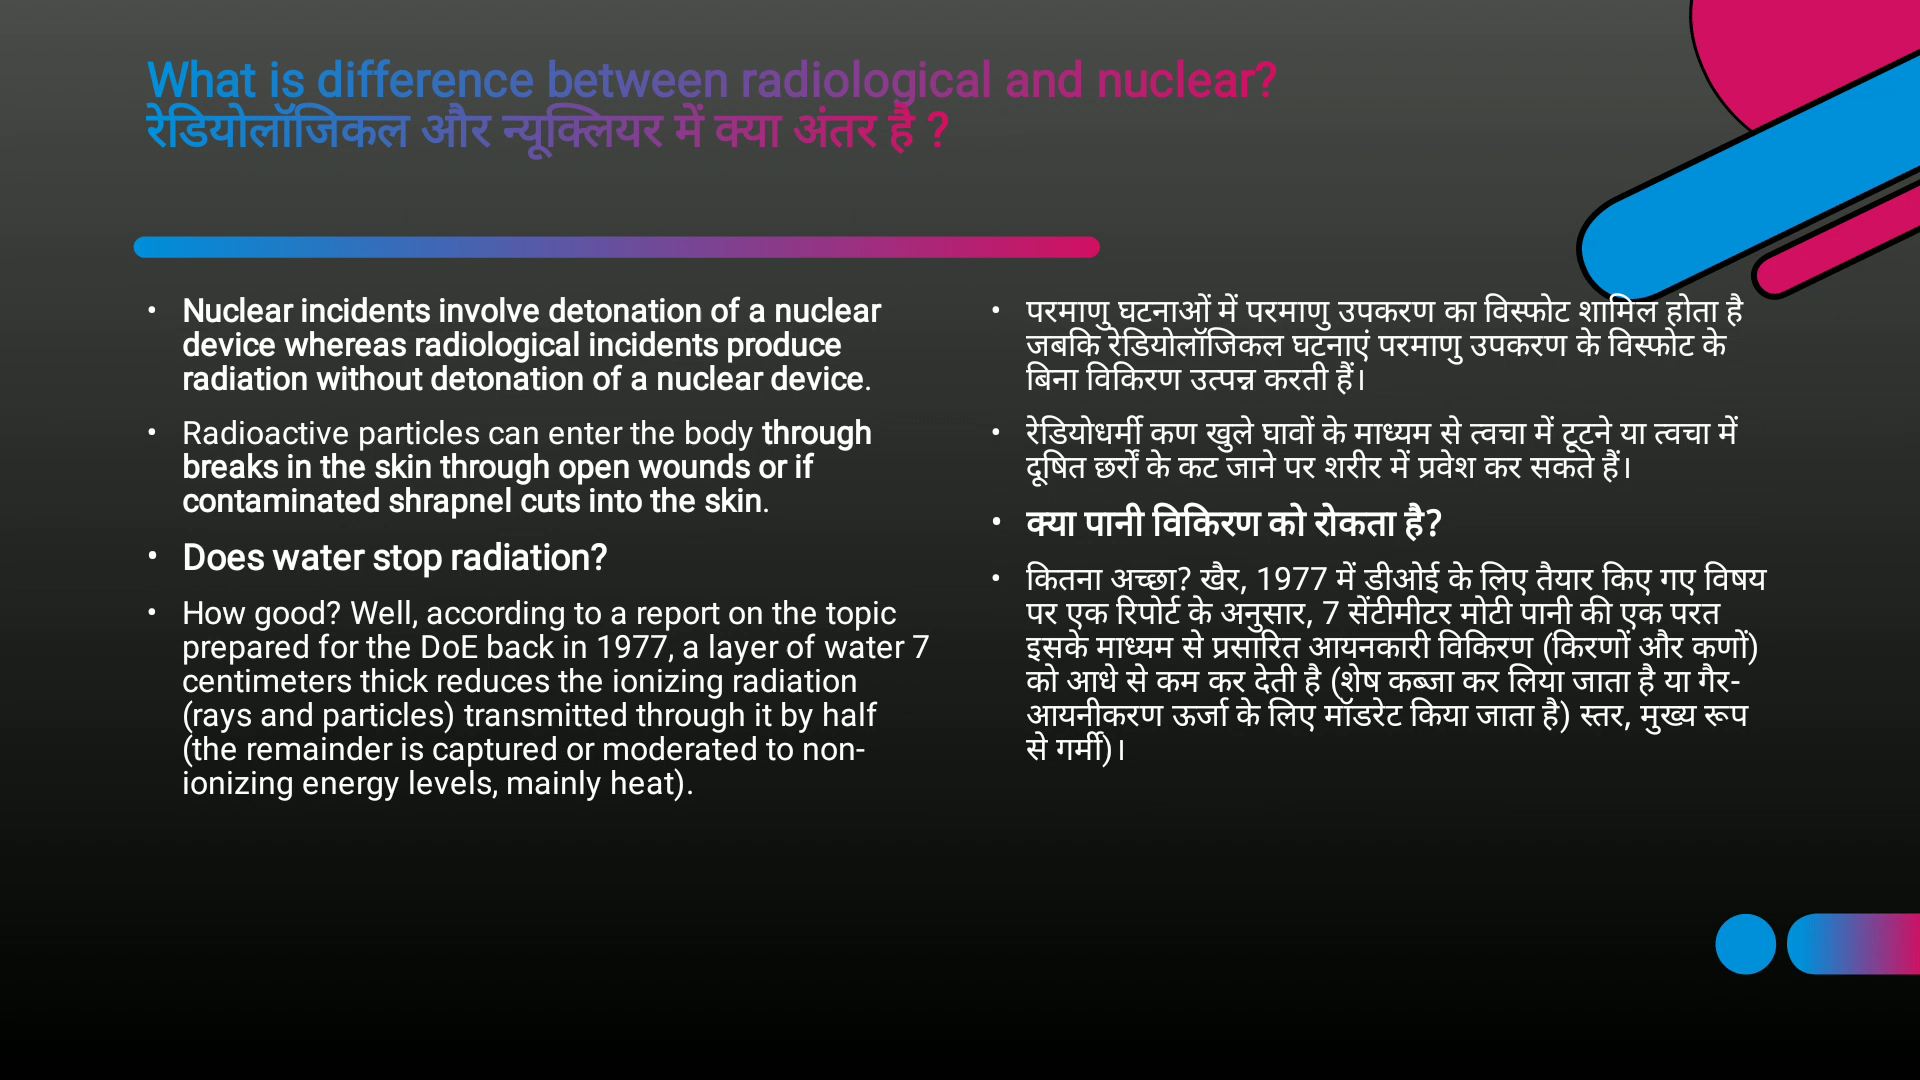 What is difference between radiological and nuclear?
रेडियोलॉजिकल और न्यूक्लियर में क्या अंतर है ?
• Nuclear incidents involve detonation of a nuclear
device whereas radiological incidents produce
radiation without detonation of a nuclear device.
• Radioactive particles can enter the body through
breaks in the skin through open wounds or if
contaminated shrapnel cuts into the skin.
• Does water stop radiation?
• How good? Well, according to a report on the topic
prepared for the DoE back in 1977, a layer of water 7
centimeters thick reduces the ionizing radiation
(rays and particles) transmitted through it by half
(the remainder is captured or moderated to non-
ionizing energy levels, mainly heat).
• परमाणु घटनाओं में परमाणु उपकरण का विस्फोट शामिल होता है
जबकि रेडियोलॉजिकल घटनाएं परमाणु उपकरण के विस्फोट के
बिना विकिरण उत्पन्न करती हैं।
• रेडियोधर्मी कण खुले घावों के माध्यम से त्वचा में टूटने या त्वचा में
दूषित छर्रों के कट जाने पर शरीर में प्रवेश कर सकते हैं।
• क्या पानी विकिरण को रोकता है?
• कितना अच्छा? खैर, 1977 में डीओई के लिए तैयार किए गए विषय
पर एक रिपोर्ट के अनुसार, 7 सेंटीमीटर मोटी पानी की एक परत
इसके माध्यम से प्रसारित आयनकारी विकिरण (किरणों और कणों)
को आधे से कम कर देती है (शेष कब्जा कर लिया जाता है या गैर-
आयनीकरण ऊर्जा के लिए मॉडरेट किया जाता है) स्तर, मुख्य रूप
से गर्मी)।